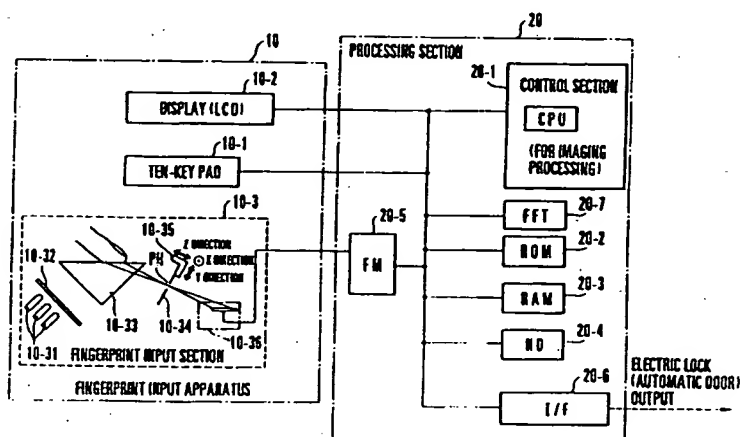 20
10
PROCESSING SECTION
10-2
DISPLAY (LCD)
20-1
CONTROL SECTION
CPU
(FOR IMAGING
PROCESSING)
10-1
TEN-KEY PAD
10-3
20-5
FM
FFT
20-7
ROM
20-2
RAM
20-3
HD
20-4
10-35
Z DIRECTION
X DIRECTION
Y DIRECTION
PH
10-32
10-33
10-34
10-36
10-31
FINGERPRINT INPUT SECTION
FINGERPRINT INPUT APPARATUS
20-6
I/F
ELECTRIC LOCK
(AUTOMATIC DOOR)
OUTPUT